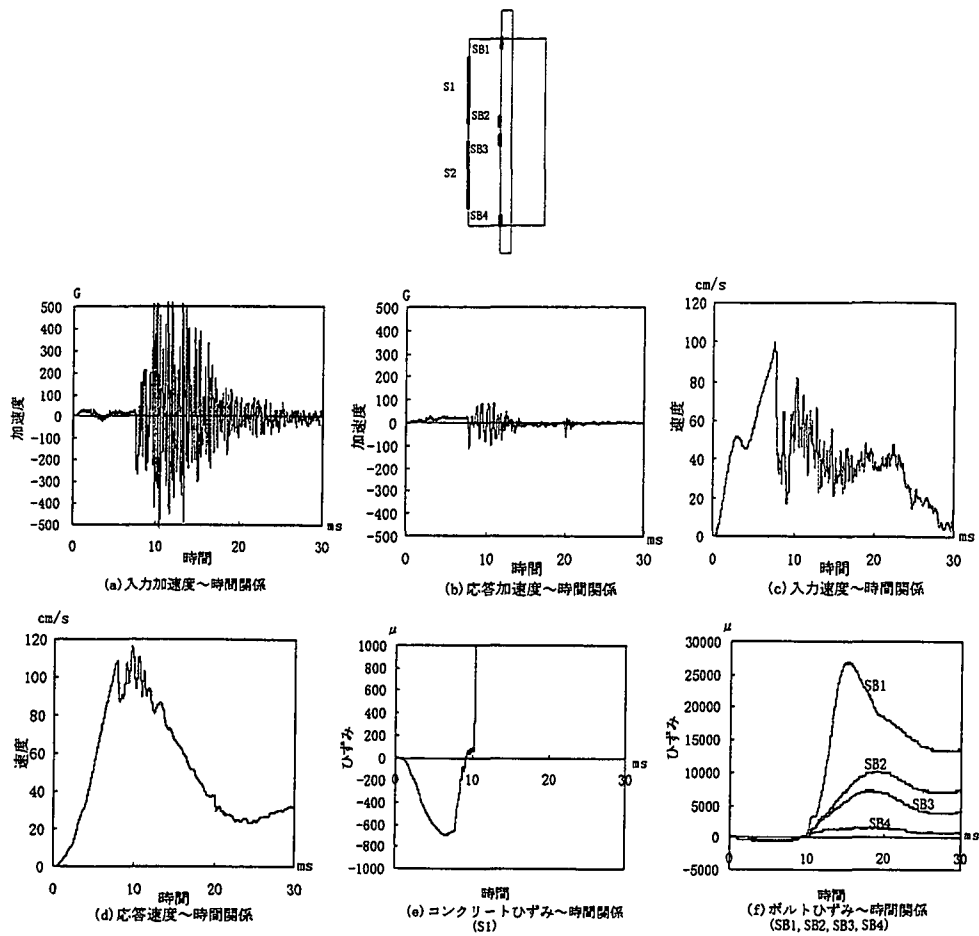 SB1
S1
SB2
SB3
S2
SB4
G
500
400
300
200
100
0
-100
-200
-300
-400
-500
加速度
0
10
20
30
ms
時間
(a)入力加速度～時間関係
G
500
400
300
200
100
0
-100
-200
-300
-400
-500
加速度
0
10
20
30
ms
時間
(b)応答加速度～時間関係
cm/s
120
100
80
60
40
20
0
速度
0
10
20
30
ms
時間
(c)入力速度～時間関係
cm/s
120
100
80
60
40
20
0
速度
0
10
20
30
ms
時間
(d)応答速度～時間関係
μ
1000
800
600
400
200
0
-200
-400
-600
-800
-1000
ひずみ
0
10
20
30
ms
時間
(e)コンクリートひずみ～時間関係
(S1)
μ
30000
25000
20000
15000
10000
5000
0
-5000
ひずみ
SB1
SB2
SB3
SB4
0
10
20
30
ms
時間
(f)ボルトひずみ～時間関係
(SB1, SB2, SB3, SB4)